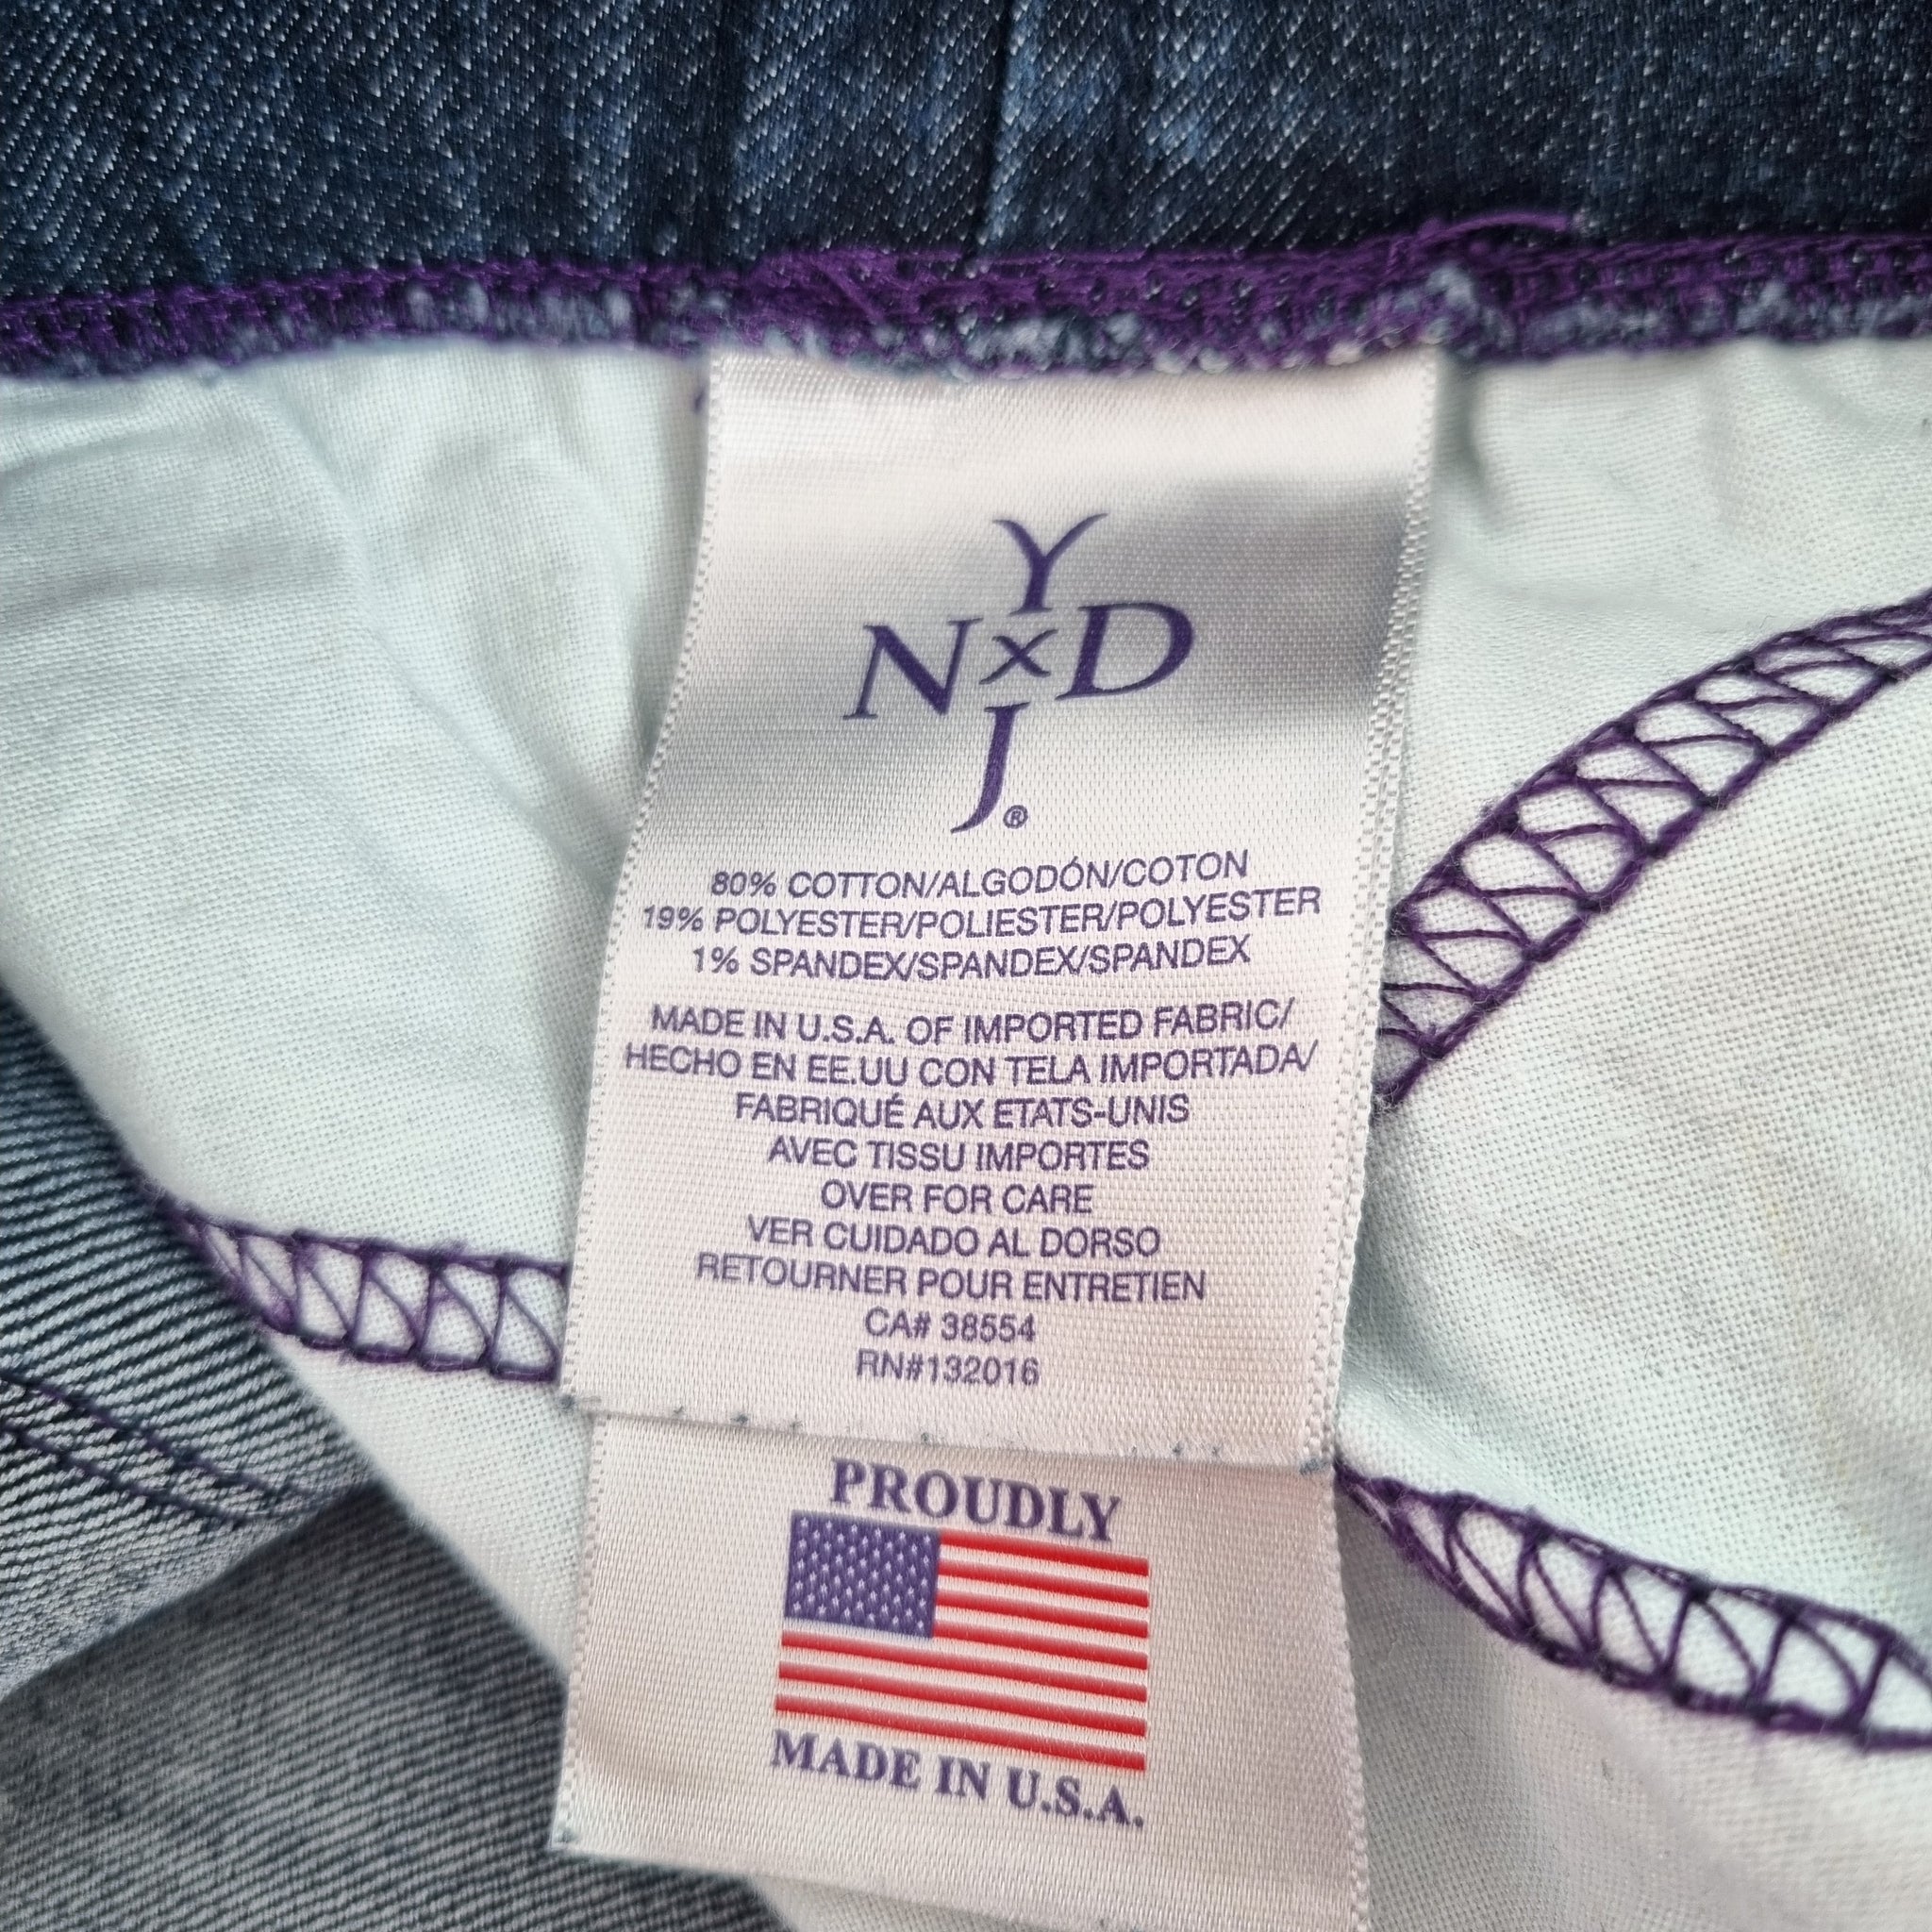 Y
N x D
J®
80% COTTON/ALGODÓN/COTON
19% POLYESTER/POLIESTER/POLYESTER
1% SPANDEX/SPANDEX/SPANDEX
MADE IN U.S.A. OF IMPORTED FABRIC/
HECHO EN EE.UU CON TELA IMPORTADA/
FABRIQUÉ AUX ETATS-UNIS
AVEC TISSU IMPORTES
OVER FOR CARE
VER CUIDADO AL DORSO
RETOURNER POUR ENTRETIEN
CA# 38554
RN#132016
PROUDLY
MADE IN U.S.A.